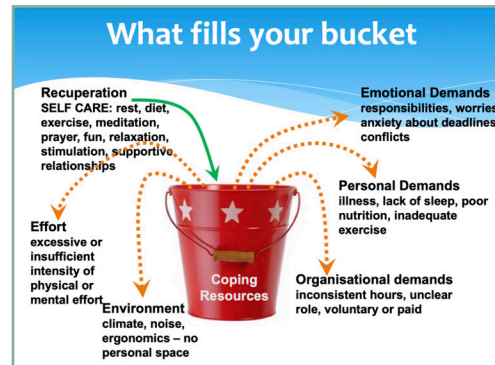 What fills your bucket
Recuperation
SELF CARE: rest, diet,
exercise, meditation,
prayer, fun, relaxation,
stimulation, supportive
relationships
Emotional Demands
responsibilities, worries
anxiety about deadlines
conflicts
Personal Demands
illness, lack of sleep, poor
nutrition, inadequate
exercise
Effort
excessive or
insufficient
intensity of
physical or
mental effort
Environment
climate, noise,
ergonomics – no
personal space
Coping
Resources
Organisational demands
inconsistent hours, unclear
role, voluntary or paid